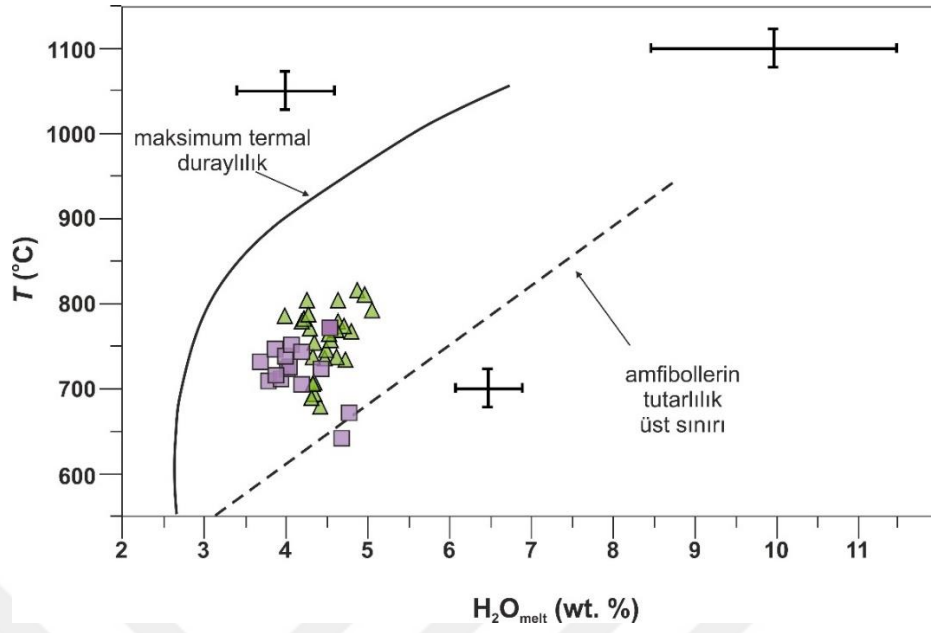 1100
1000
900
800
700
600
T (°C)
maksimum termal
duraylılık
amfibollerin
tutarlılık
üst sınırı
2 3 4 5 6 7 8 9 10 11
H₂Omelt (wt. %)